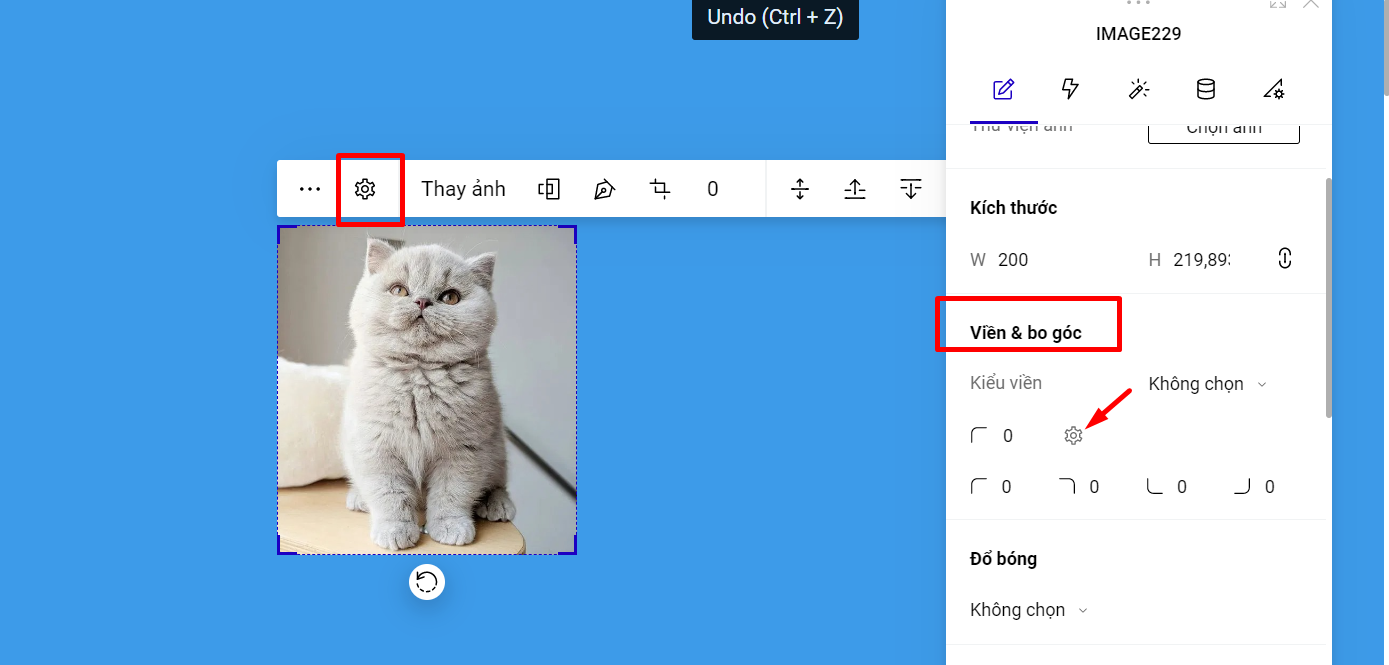 Undo (Ctrl + Z)
IMAGE229
Thư viện ảnh
Chọn ảnh
Thay ảnh
0
Kích thước
W 200
H 219,893
Viền & bo góc
Kiểu viền
Không chọn
0
0
0
0
0
Đổ bóng
Không chọn